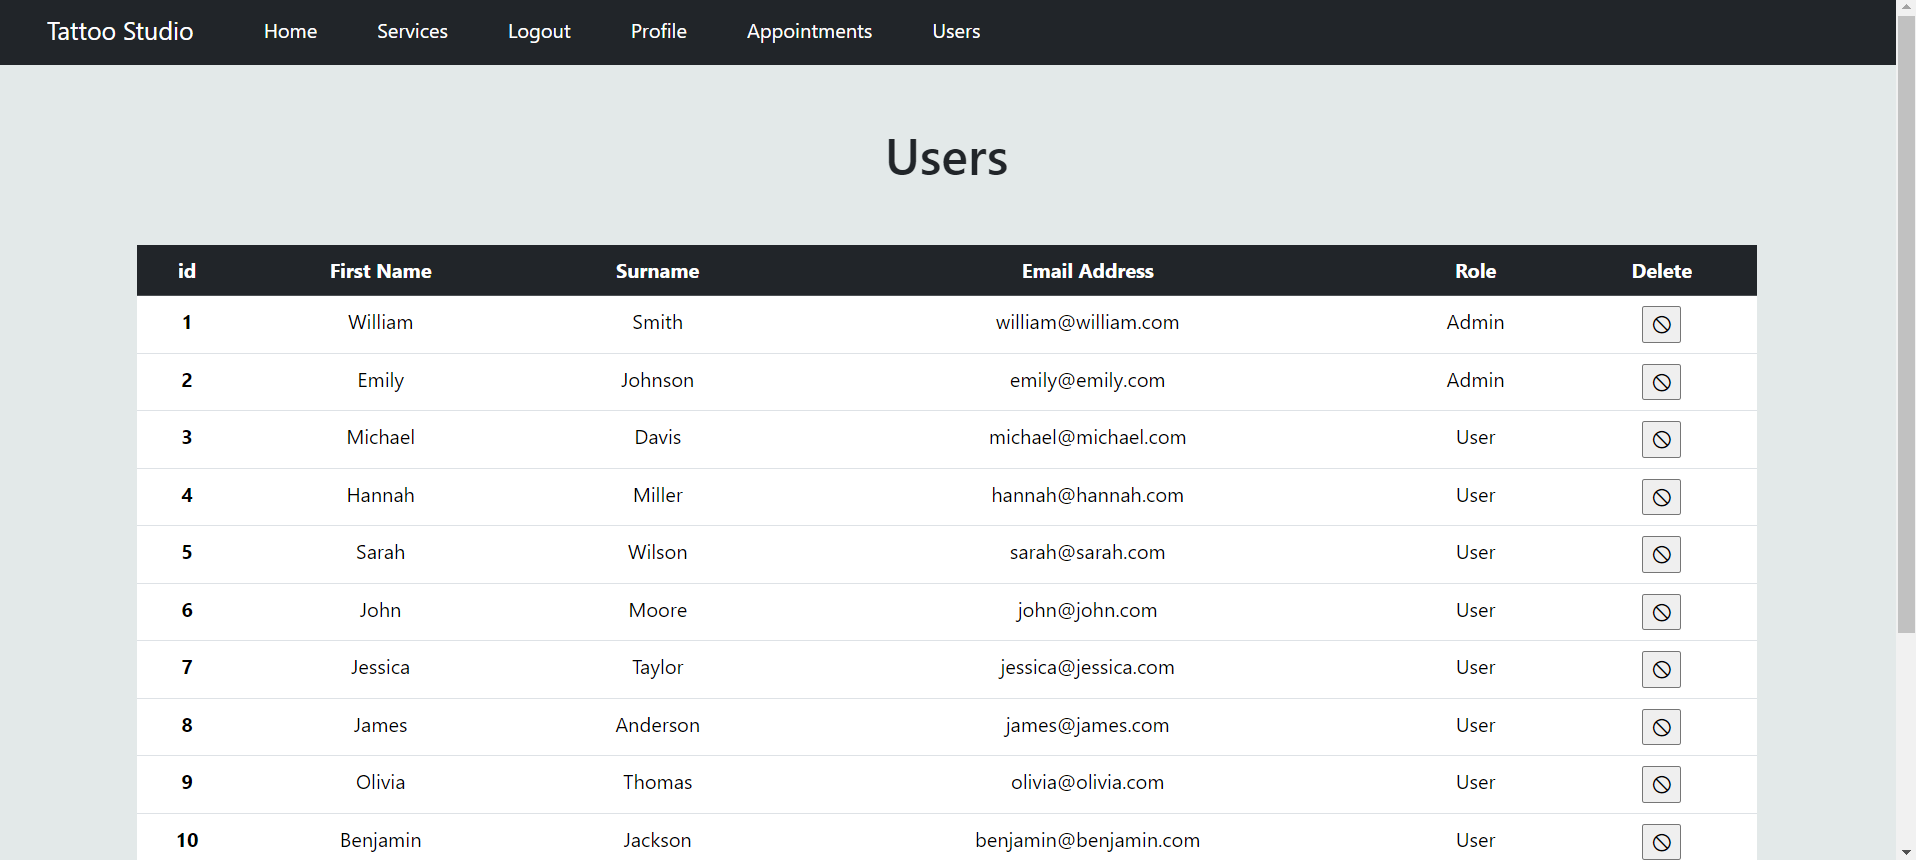 Tattoo Studio Home Services Logout Profile Appointments Users
Users
id First Name Surname Email Address Role Delete
1 William Smith william@william.com Admin
2 Emily Johnson emily@emily.com Admin
3 Michael Davis michael@michael.com User
4 Hannah Miller hannah@hannah.com User
5 Sarah Wilson sarah@sarah.com User
6 John Moore john@john.com User
7 Jessica Taylor jessica@jessica.com User
8 James Anderson james@james.com User
9 Olivia Thomas olivia@olivia.com User
10 Benjamin Jackson benjamin@benjamin.com User